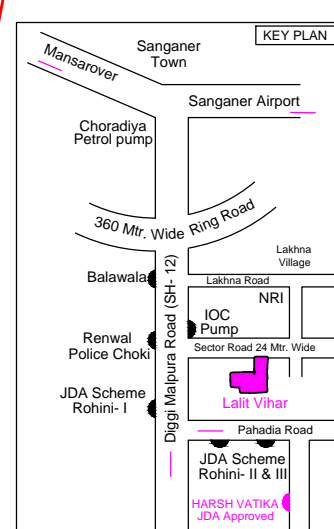 KEY PLAN
Sanganer
Town
Mansarover
Sanganer Airport
Choradiya
Petrol pump
360 Mtr. Wide Ring Road
Lakhna
Village
Balawala
Lakhna Road
NRI
IOC
Pump
Diggi Malpura Road (SH- 12)
Renwal
Police Choki
Sector Road 24 Mtr. Wide
JDA Scheme
Rohini- I
Lalit Vihar
Pahadia Road
JDA Scheme
Rohini- II & III
HARSH VATIKA
JDA Approved